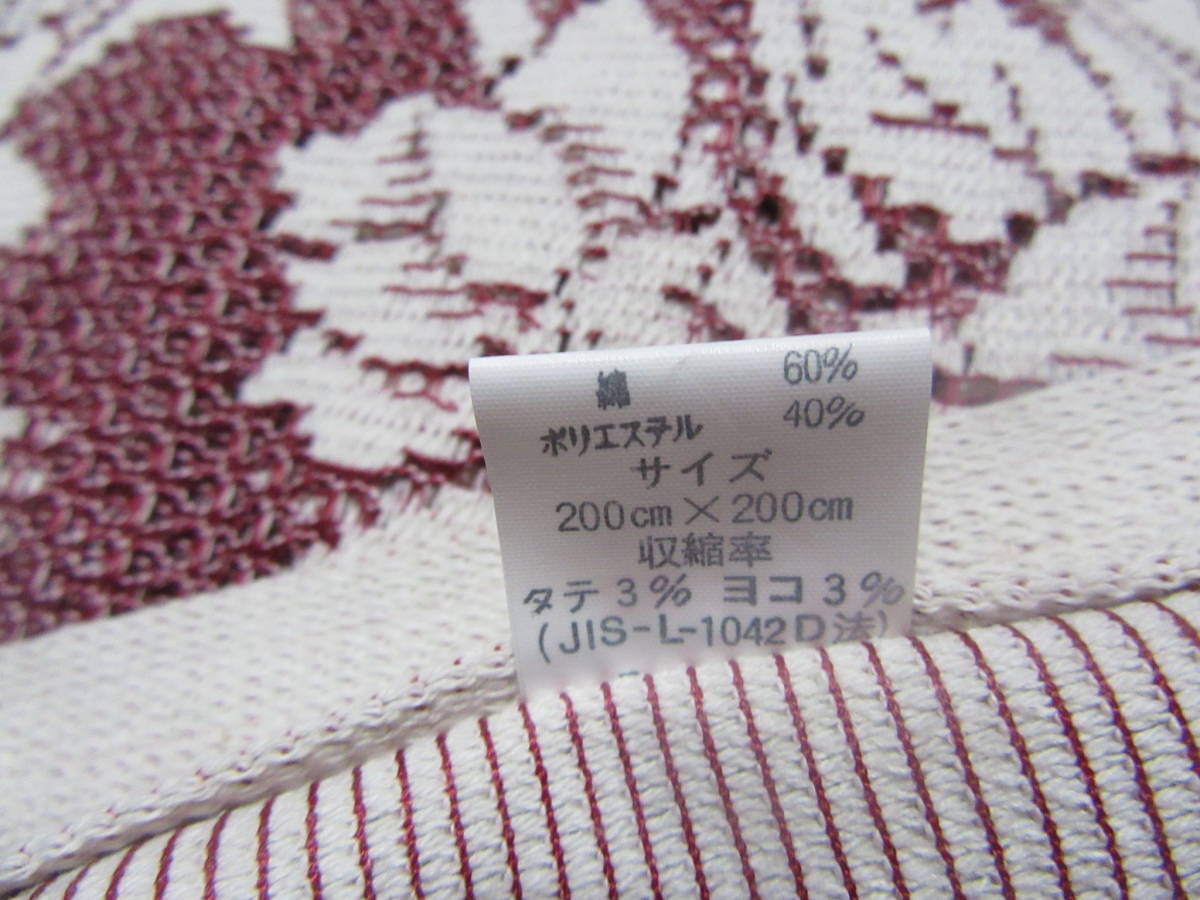 綿 60%
ポリエステル 40%
サイズ
200cm×200cm
収縮率
タテ3% ヨコ3%
(JIS-L-1042D法)